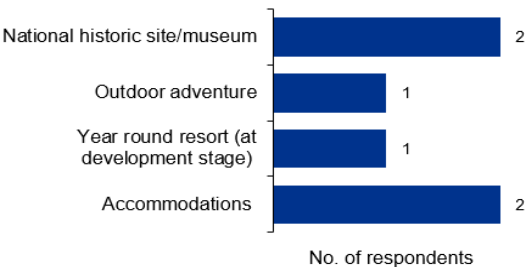 National historic site/museum 2
Outdoor adventure 1
Year round resort (at
development stage) 1
Accommodations 2
No. of respondents